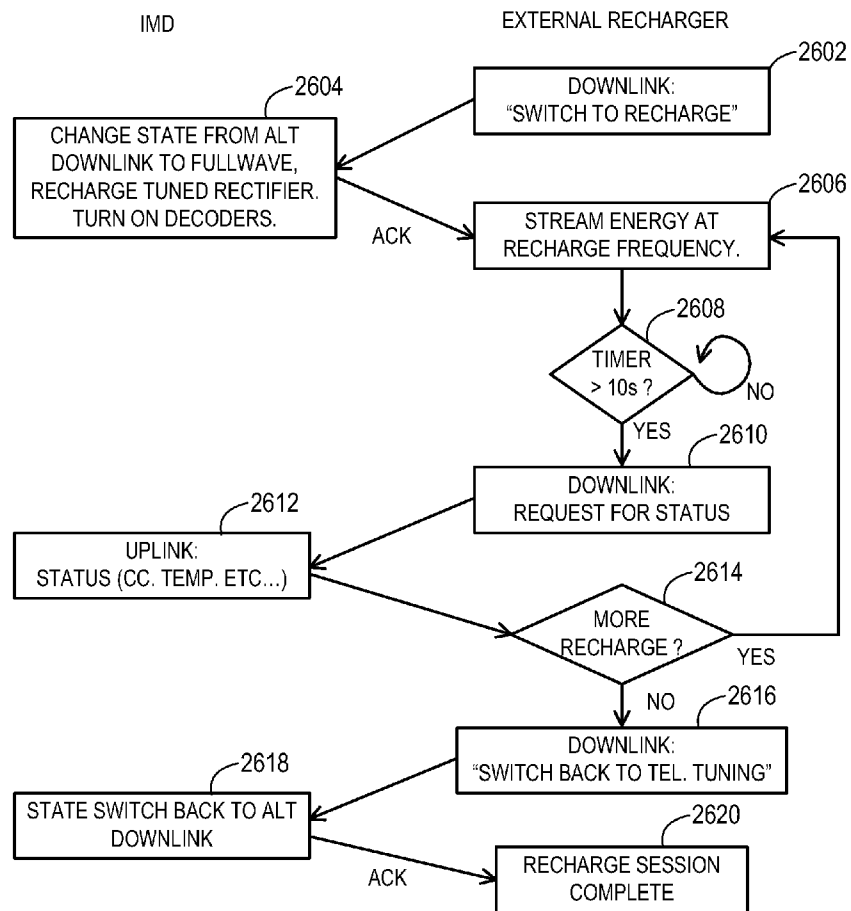 IMD
EXTERNAL RECHARGER
2602
DOWNLINK:
"SWITCH TO RECHARGE"
2604
CHANGE STATE FROM ALT
DOWNLINK TO FULLWAVE,
RECHARGE TUNED RECTIFIER.
TURN ON DECODERS.
ACK
2606
STREAM ENERGY AT
RECHARGE FREQUENCY.
2608
TIMER
> 10s ?
NO
YES
2610
DOWNLINK:
REQUEST FOR STATUS
2612
UPLINK:
STATUS (CC. TEMP. ETC...)
2614
MORE
RECHARGE ?
YES
NO
2616
DOWNLINK:
"SWITCH BACK TO TEL. TUNING"
2618
STATE SWITCH BACK TO ALT
DOWNLINK
ACK
2620
RECHARGE SESSION
COMPLETE